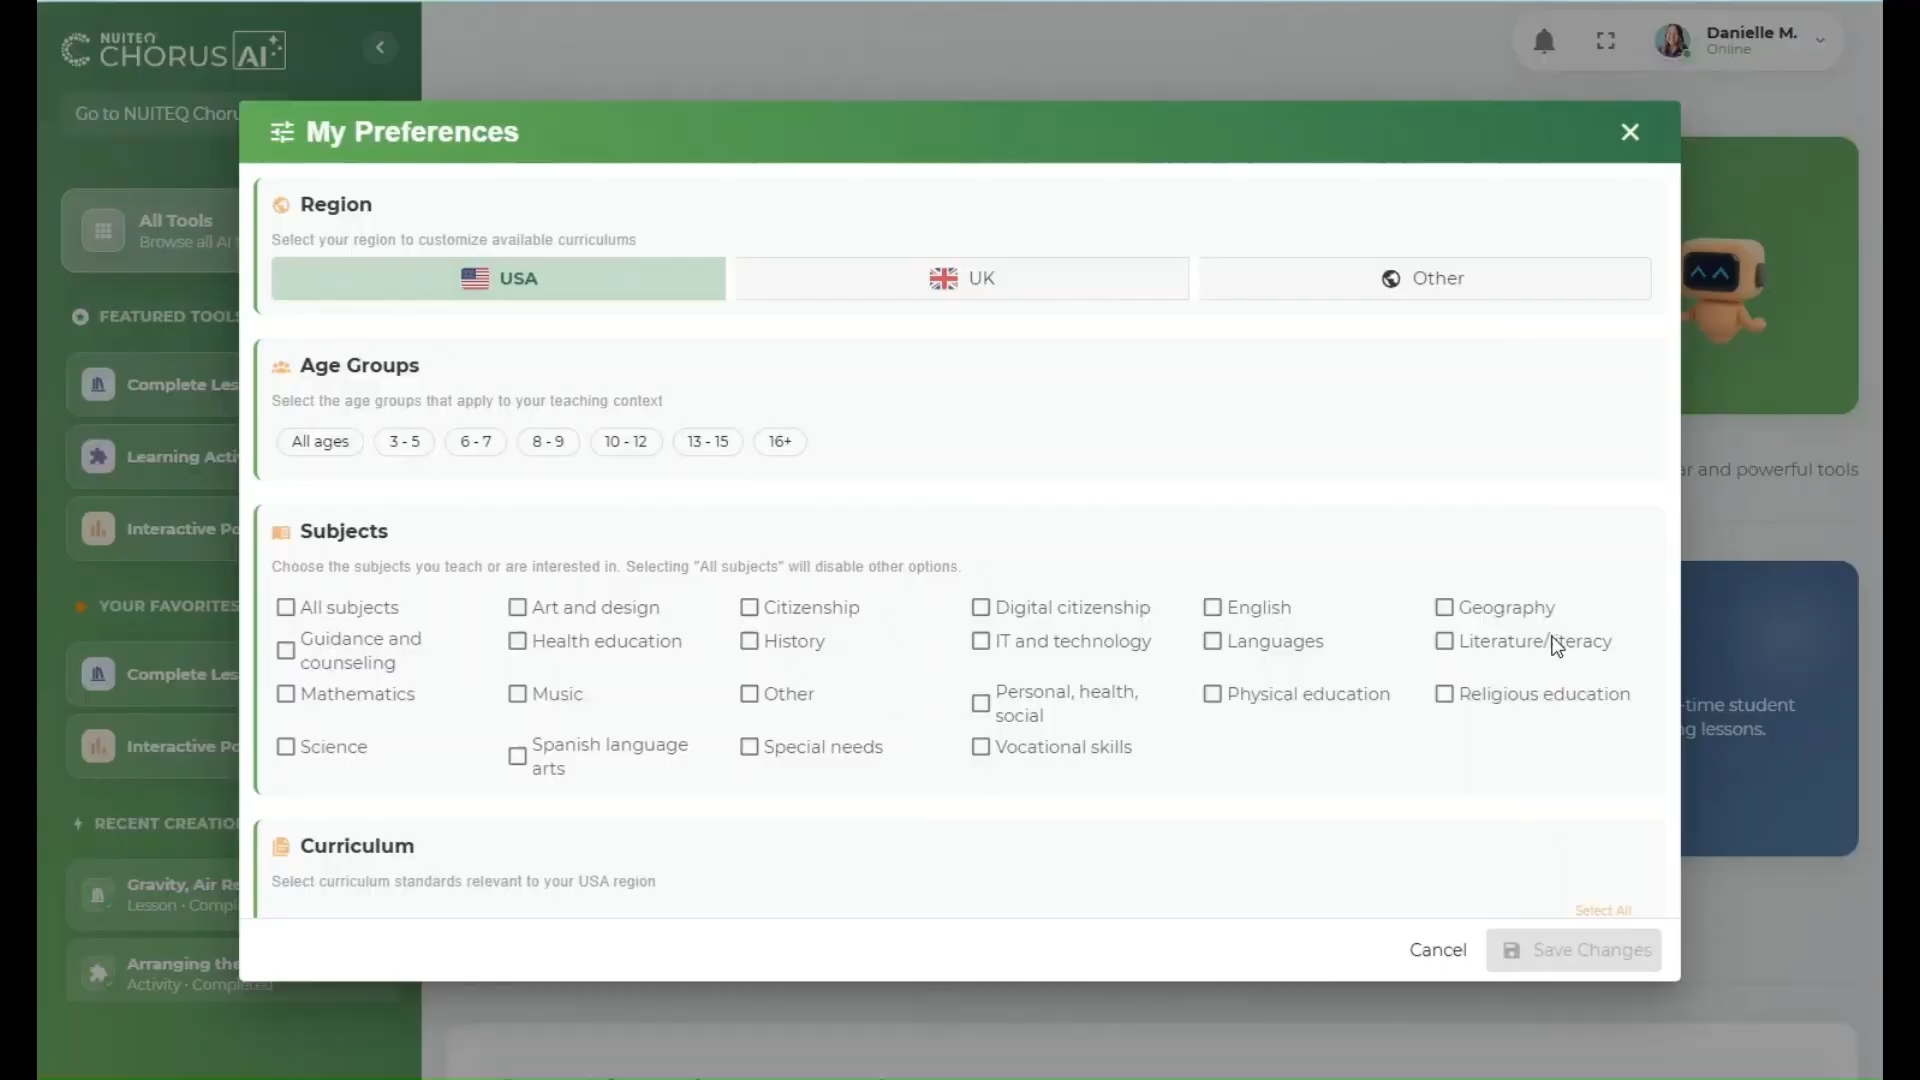 NUITEQ
CHORUS AI
Danielle M.
Online
Go to NUITEQ Choru
My Preferences
All Tools
Browse all AI
Region
Select your region to customize available curriculums
USA
UK
Other
FEATURED TOOLS
Age Groups
Select the age groups that apply to your teaching context
Complete Les
All ages
3 - 5
6 - 7
8 - 9
10 - 12
13 - 15
16+
Learning Acti
ar and powerful tools
Interactive Po
Subjects
Choose the subjects you teach or are interested in. Selecting "All subjects" will disable other options.
YOUR FAVORITES
All subjects
Art and design
Citizenship
Digital citizenship
English
Geography
Guidance and
counseling
Health education
History
IT and technology
Languages
Literature/literacy
Complete Les
Mathematics
Music
Other
Personal, health,
social
Physical education
Religious education
-time student
g lessons.
Interactive Po
Science
Spanish language
arts
Special needs
Vocational skills
RECENT CREATIO
Curriculum
Select curriculum standards relevant to your USA region
Select All
Gravity, Air Re
Lesson • Compl
Arranging the
Activity • Completed
Cancel
Save Changes